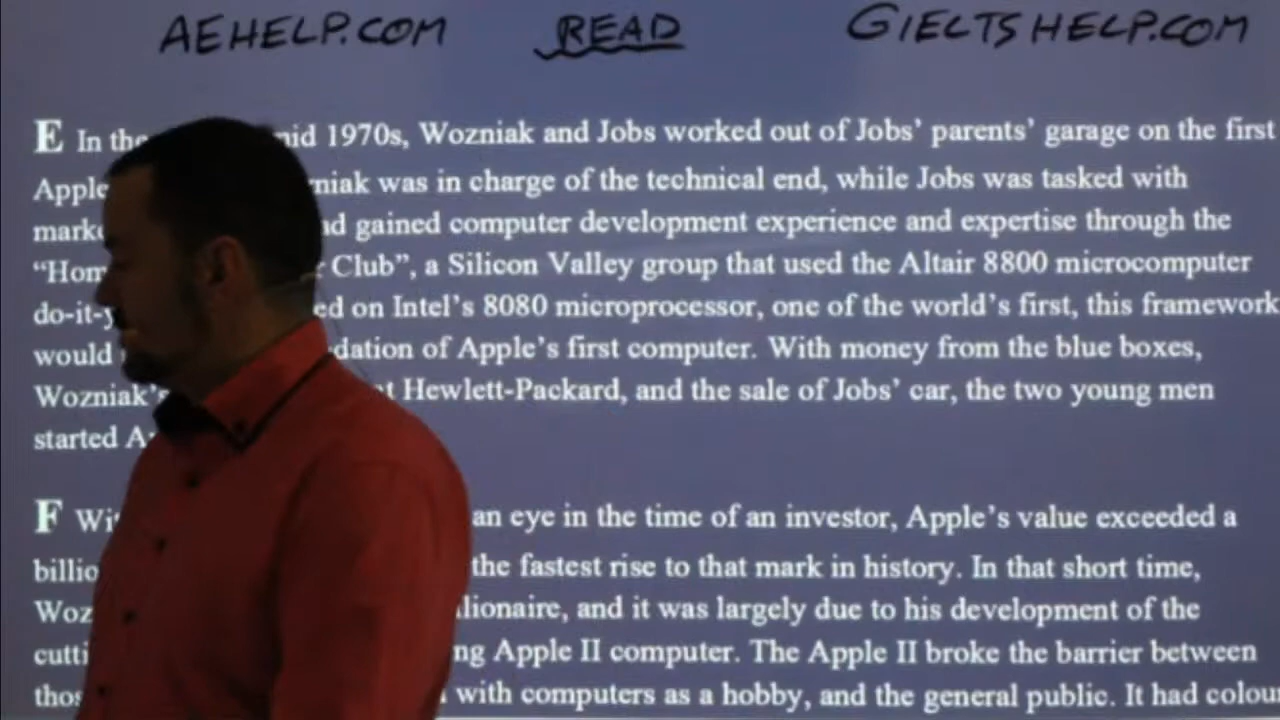 AEHELP.COM READ GIELTSHELP.COM
E In the 1970s, Wozniak and Jobs worked out of Jobs' parents' garage on the first
Apple was in charge of the technical end, while Jobs was tasked with
gained computer development experience and expertise through the
Club", a Silicon Valley group that used the Altair 8800 microcomputer
on Intel's 8080 microprocessor, one of the world's first, this framework
would of Apple's first computer. With money from the blue boxes,
Wozniak's Hewlett-Packard, and the sale of Jobs' car, the two young men
started
F an eye in the time of an investor, Apple's value exceeded a
the fastest rise to that mark in history. In that short time,
and it was largely due to his development of the
Apple II computer. The Apple II broke the barrier between
with computers as a hobby, and the general public. It had colour